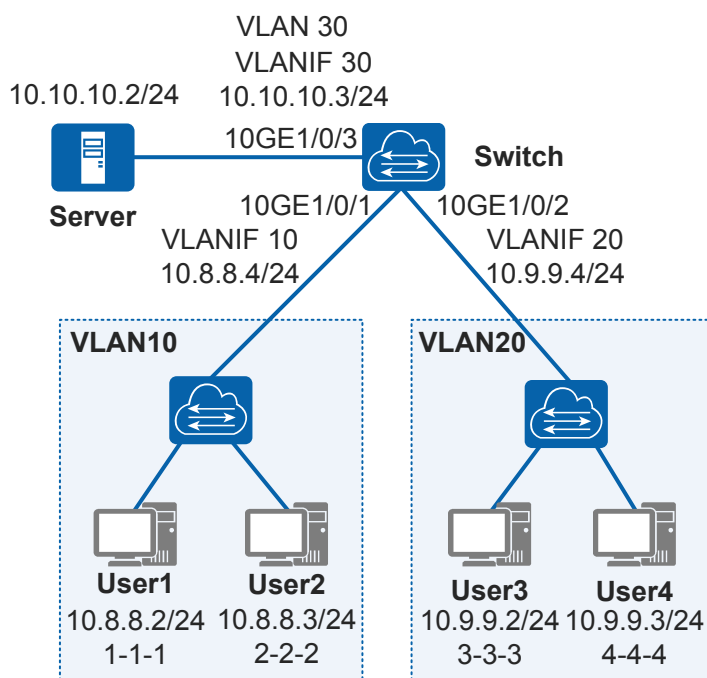 VLAN 30
VLANIF 30
10.10.10.2/24
10.10.10.3/24
10GE1/0/3
Switch
Server
10GE1/0/1
10GE1/0/2
VLANIF 10
VLANIF 20
10.8.8.4/24
10.9.9.4/24
VLAN10
VLAN20
User1
User2
User3
User4
10.8.8.2/24
10.8.8.3/24
10.9.9.2/24
10.9.9.3/24
1-1-1
2-2-2
3-3-3
4-4-4